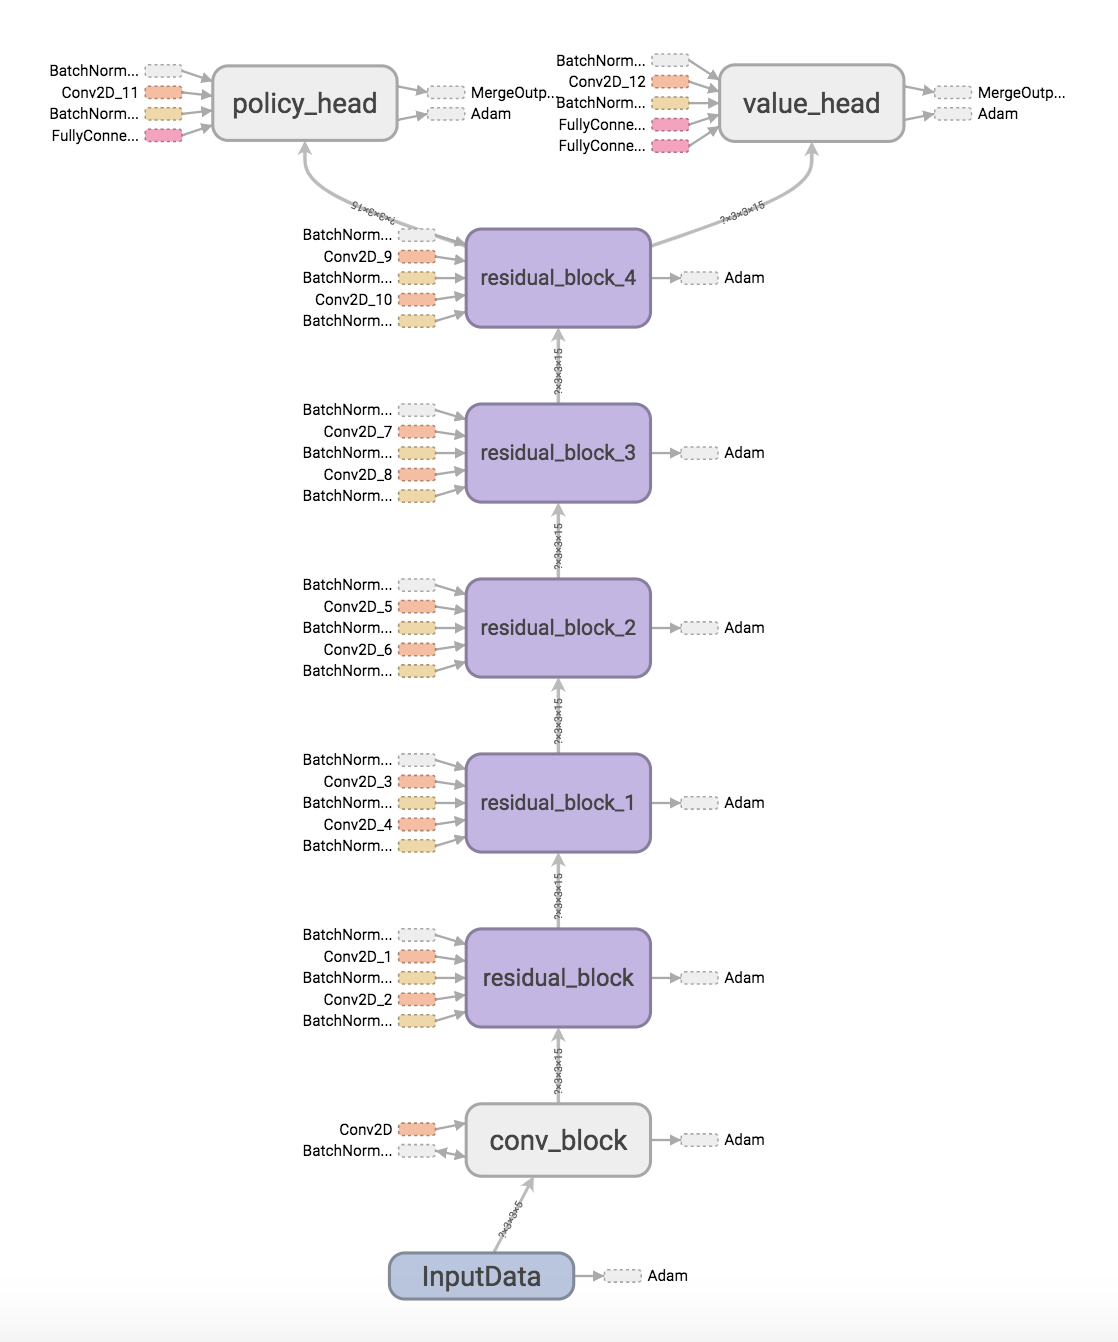 BatchNorm...
Conv2D_11
BatchNorm...
FullyConne...
policy_head
MergeOutp...
Adam
BatchNorm...
Conv2D_12
BatchNorm...
FullyConne...
FullyConne...
value_head
MergeOutp...
Adam
?×3×3×15
?×3×3×15
BatchNorm...
Conv2D_9
BatchNorm...
Conv2D_10
BatchNorm...
residual_block_4
Adam
?×3×3×15
BatchNorm...
Conv2D_7
BatchNorm...
Conv2D_8
BatchNorm...
residual_block_3
Adam
?×3×3×15
BatchNorm...
Conv2D_5
BatchNorm...
Conv2D_6
BatchNorm...
residual_block_2
Adam
?×3×3×15
BatchNorm...
Conv2D_3
BatchNorm...
Conv2D_4
BatchNorm...
residual_block_1
Adam
?×3×3×15
BatchNorm...
Conv2D_1
BatchNorm...
Conv2D_2
BatchNorm...
residual_block
Adam
?×3×3×15
Conv2D
BatchNorm...
conv_block
Adam
?×3×3×5
InputData
Adam